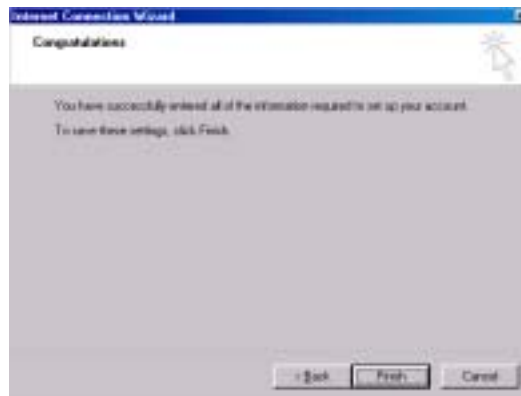 Internet Connection Wizard
Congratulations
You have successfully entered all of the information required to set up your account.
To save these settings, click Finish.
< Back
Finish
Cancel